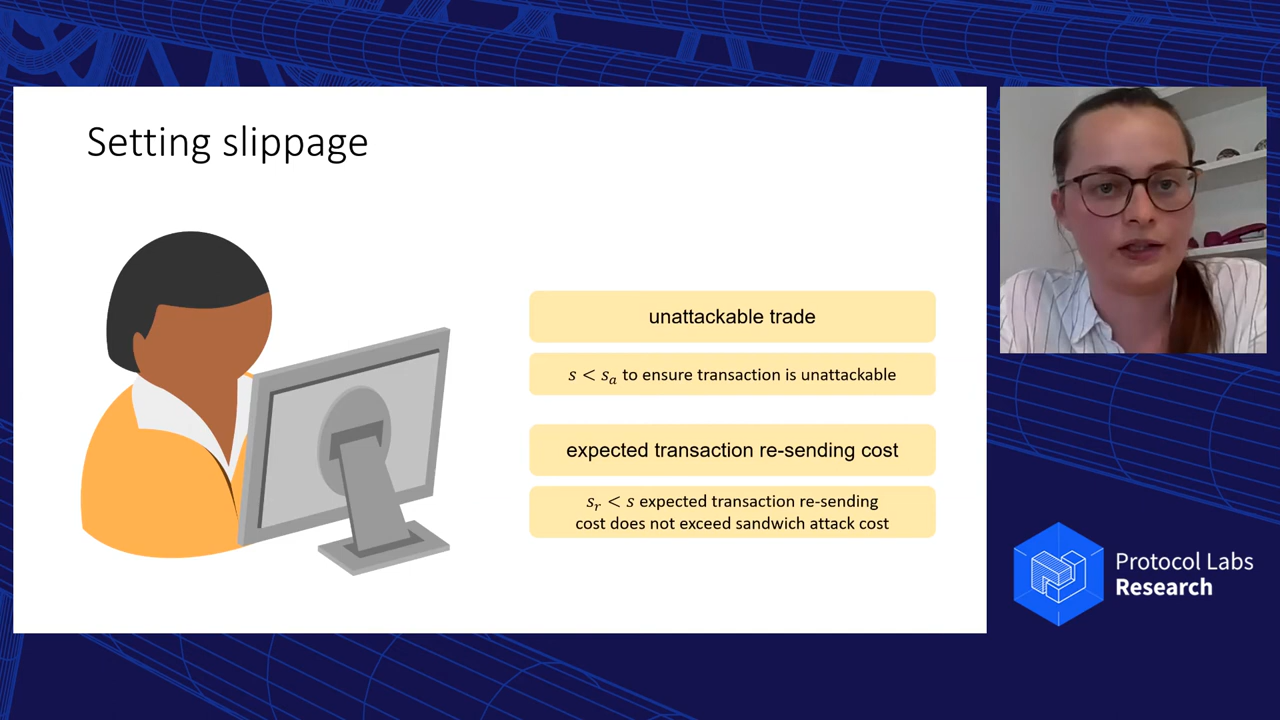 Setting slippage
unattackable trade
s < sₐ to ensure transaction is unattackable
expected transaction re-sending cost
sᵣ < s expected transaction re-sending
cost does not exceed sandwich attack cost
Protocol Labs
Research